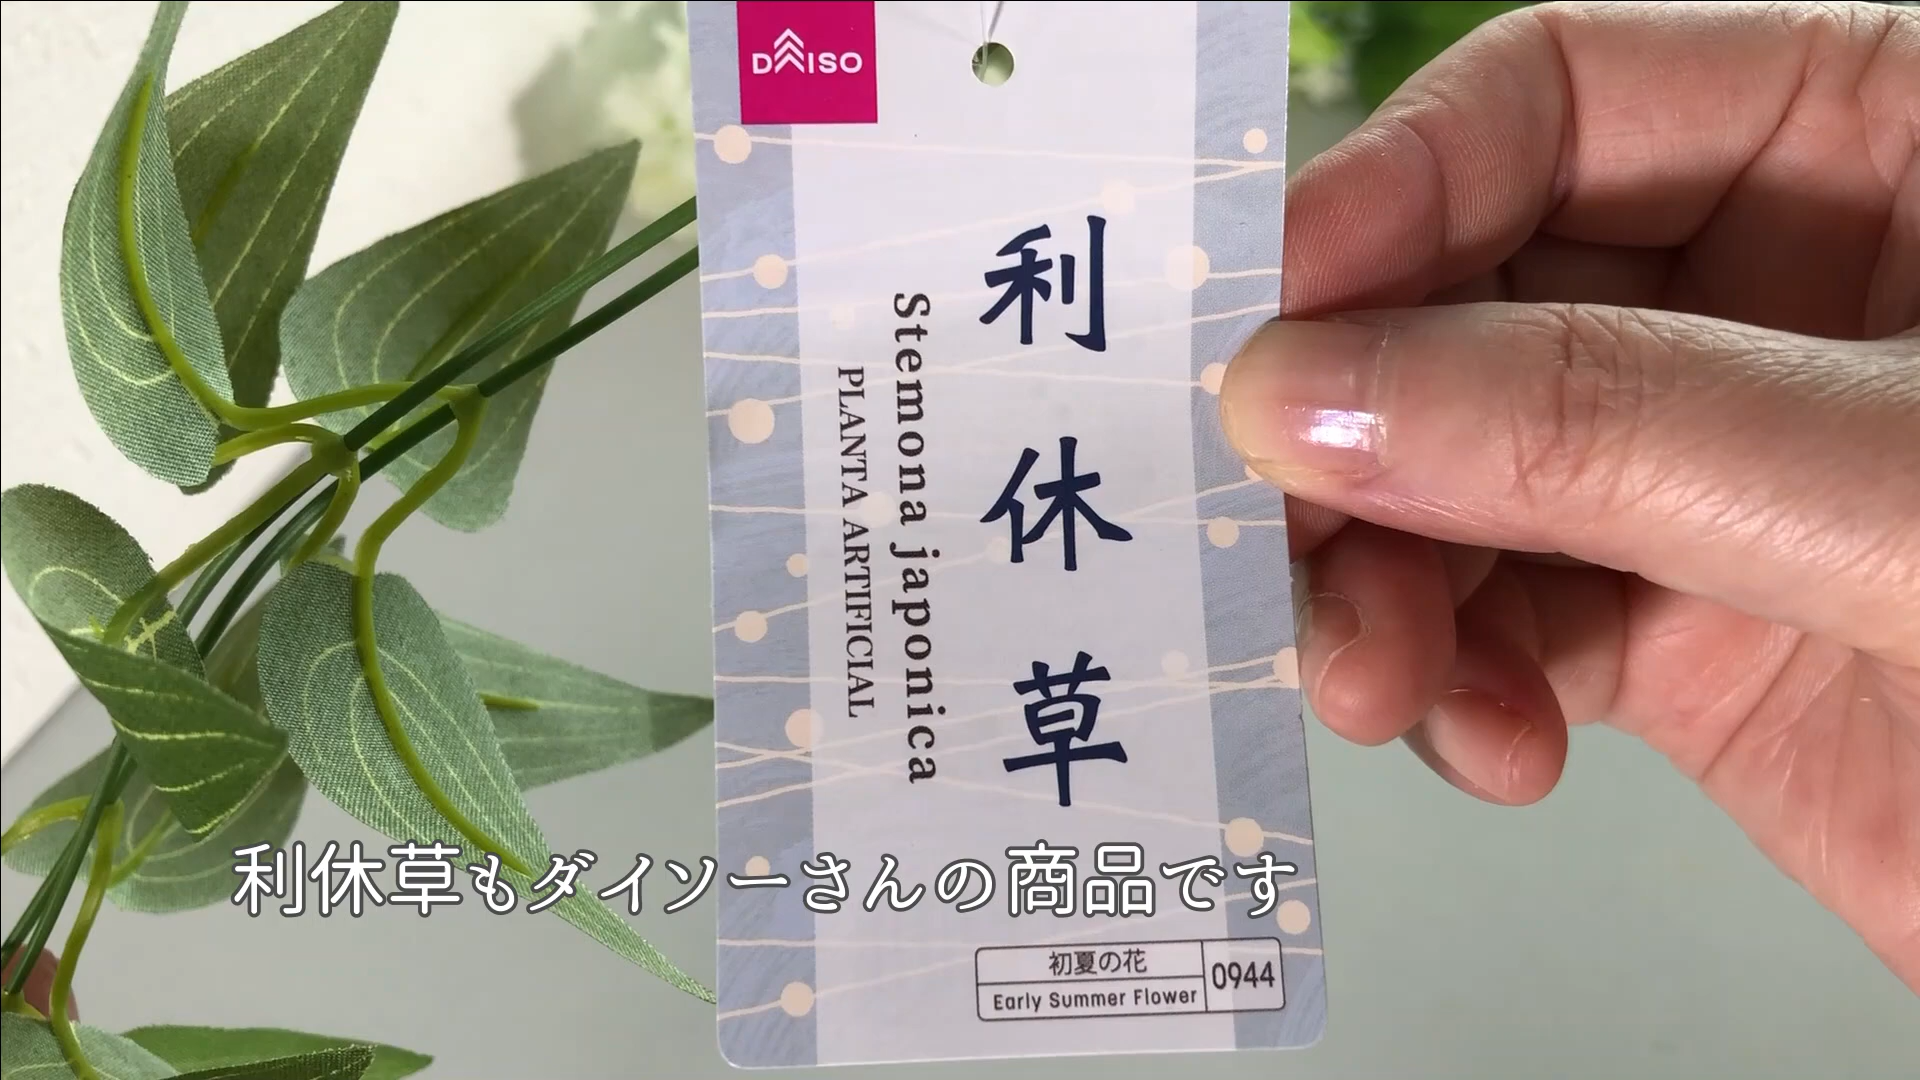 DAISO
利休草
Stemona japonica
PLANTA ARTIFICIAL
利休草もダイソーさんの商品です
初夏の花
Early Summer Flower
0944